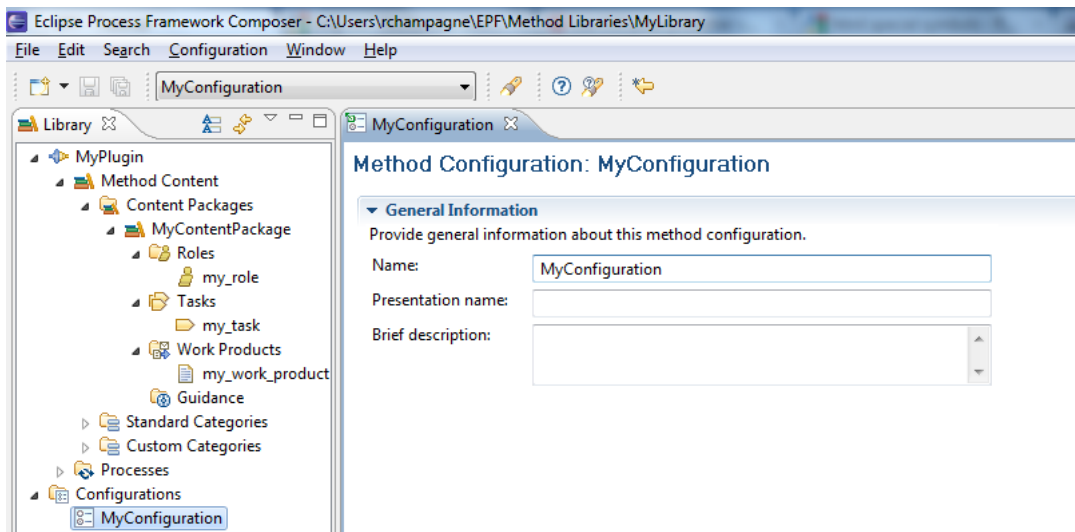 Eclipse Process Framework Composer - C:\Users\rchampagne\EPF\Method Libraries\MyLibrary
File Edit Search Configuration Window Help
MyConfiguration
Library
MyPlugin
Method Content
Content Packages
MyContentPackage
Roles
my_role
Tasks
my_task
Work Products
my_work_product
Guidance
Standard Categories
Custom Categories
Processes
Configurations
MyConfiguration
MyConfiguration
Method Configuration: MyConfiguration
General Information
Provide general information about this method configuration.
Name: MyConfiguration
Presentation name:
Brief description: